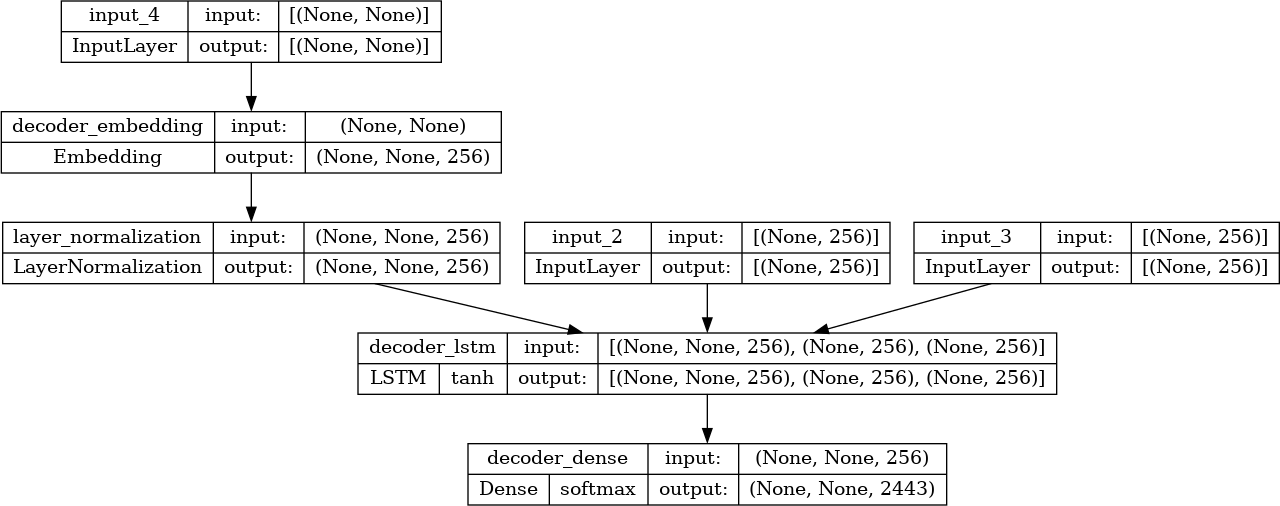 input_4 input: [(None, None)]
InputLayer output: [(None, None)]
decoder_embedding input: (None, None)
Embedding output: (None, None, 256)
layer_normalization input: (None, None, 256)
LayerNormalization output: (None, None, 256)
input_2 input: [(None, 256)]
InputLayer output: [(None, 256)]
input_3 input: [(None, 256)]
InputLayer output: [(None, 256)]
decoder_lstm input: [(None, None, 256), (None, 256), (None, 256)]
LSTM tanh output: [(None, None, 256), (None, 256), (None, 256)]
decoder_dense input: (None, None, 256)
Dense softmax output: (None, None, 2443)